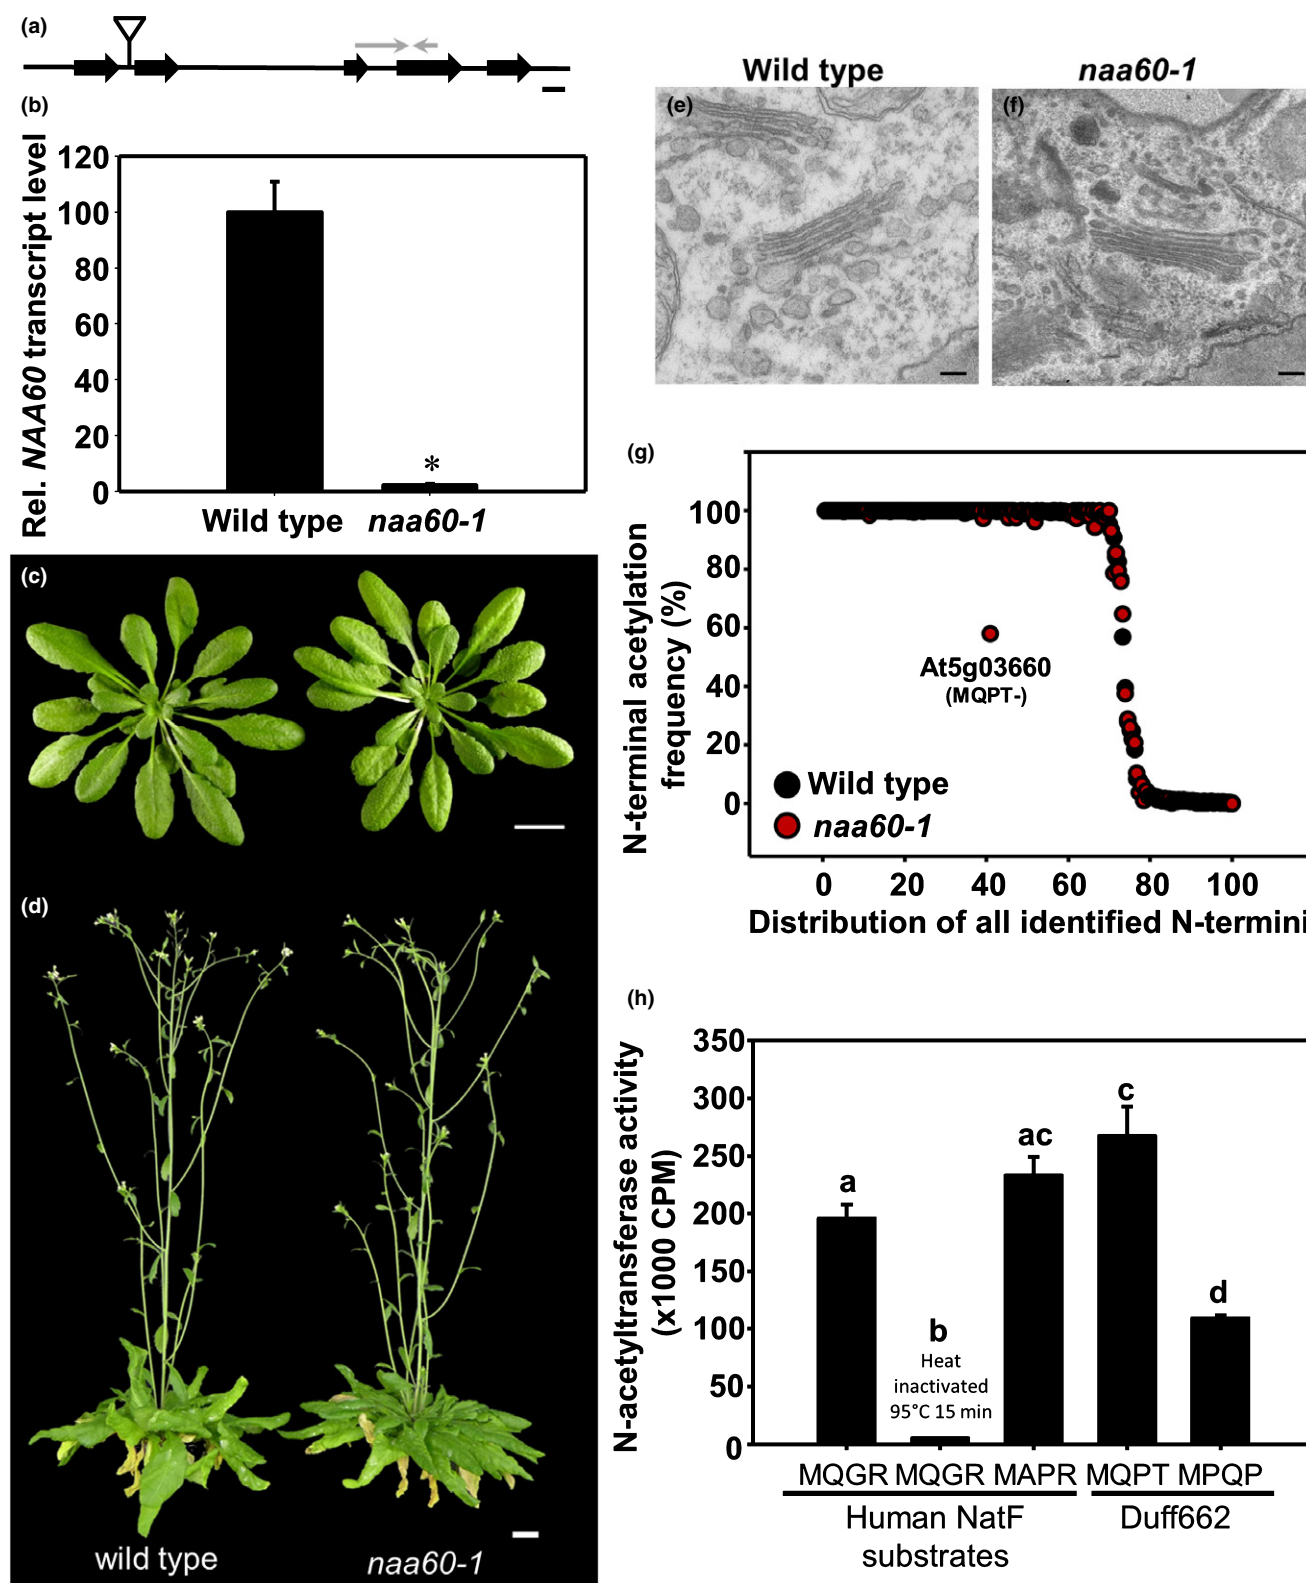 (a)
(b)
Rel. NAA60 transcript level
120
100
80
60
40
20
0
*
Wild type naa60-1
(c)
(d)
wild type naa60-1
Wild type naa60-1
(e) (f)
(g)
N-terminal acetylation
frequency (%)
100
80
60
40
20
0
At5g03660
(MQPT-)
Wild type
naa60-1
0 20 40 60 80 100
Distribution of all identified N-termini
(h)
N-acetyltransferase activity
(x1000 CPM)
350
300
250
200
150
100
50
0
a
b
Heat
inactivated
95°C 15 min
ac
c
d
MQGR MQGR MAPR MQPT MPQP
Human NatF
substrates
Duff662